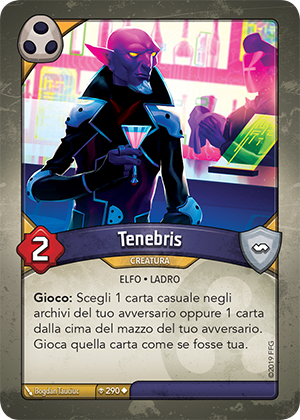 Tenebris
CREATURA
2
ELFO • LADRO
Gioco: Scegli 1 carta casuale negli
archivi del tuo avversario oppure 1 carta
dalla cima del mazzo del tuo avversario.
Gioca quella carta come se fosse tua.
©2019 FFG
Bogdan Tauciuc
290